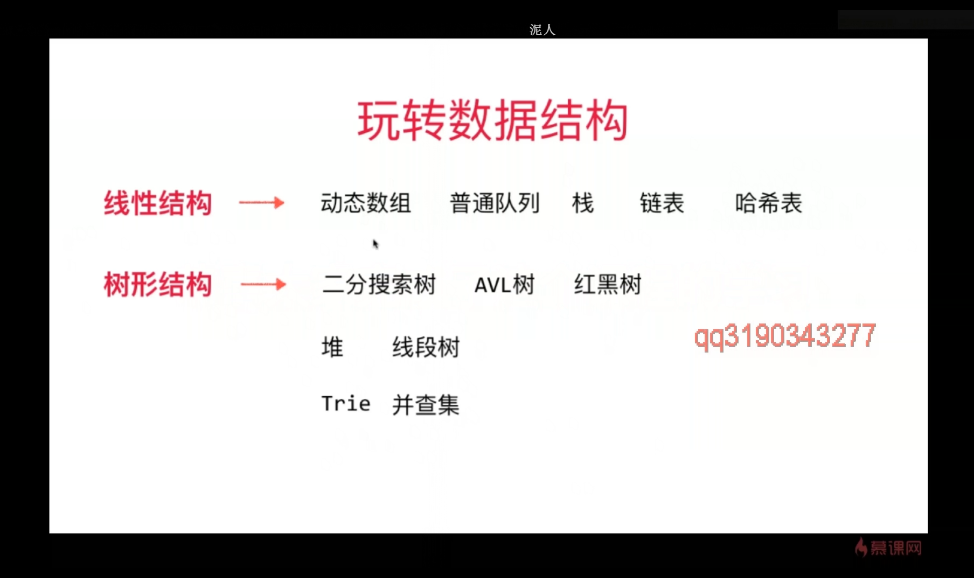 泥人
玩转数据结构
线性结构 动态数组 普通队列 栈 链表 哈希表
树形结构 二分搜索树 AVL树 红黑树
qq3190343277
堆 线段树
Trie 并查集
慕课网